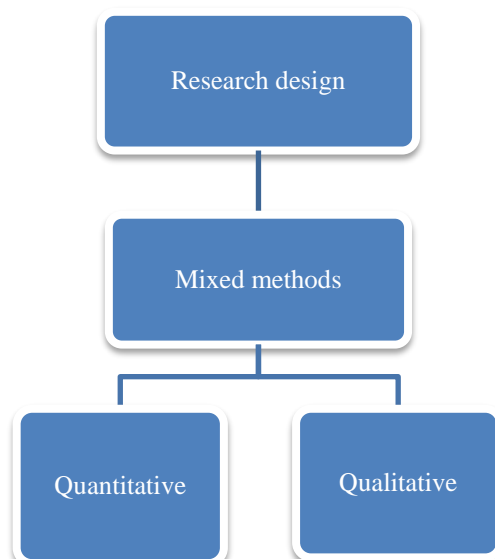 Research design
Mixed methods
Quantitative
Qualitative